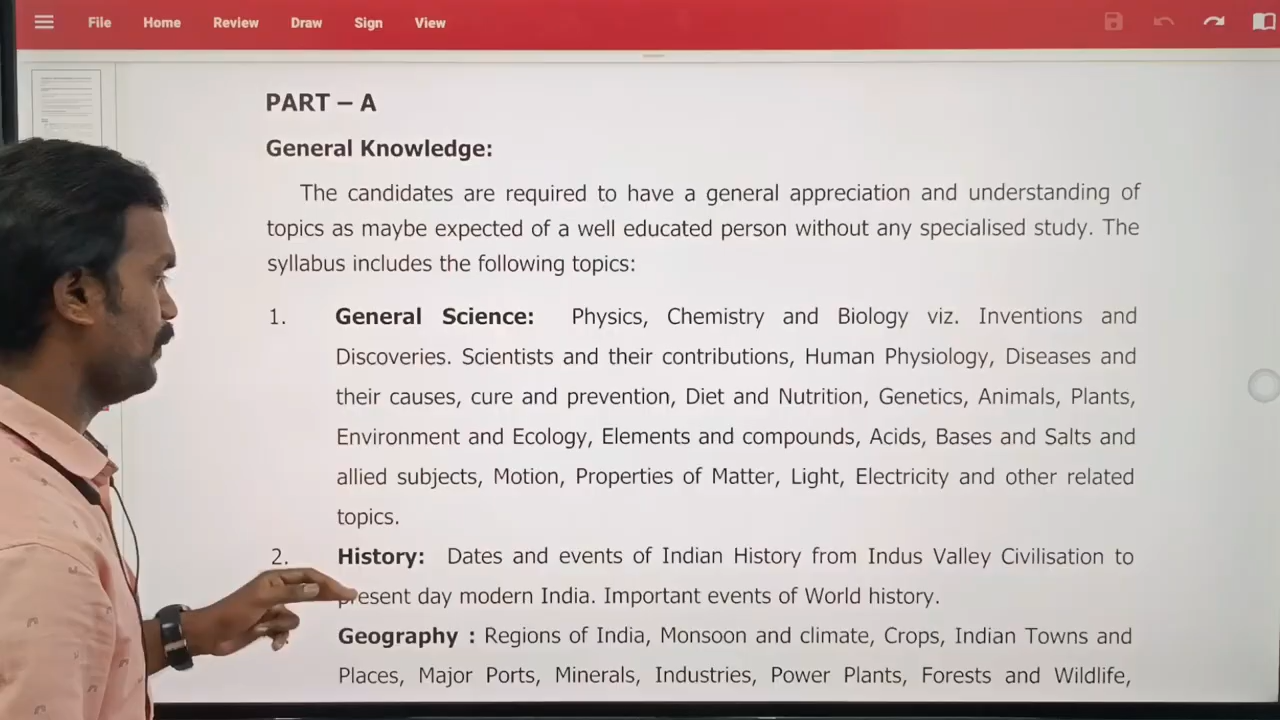 File Home Review Draw Sign View
PART – A
General Knowledge:
The candidates are required to have a general appreciation and understanding of
topics as maybe expected of a well educated person without any specialised study. The
syllabus includes the following topics:
1. General Science: Physics, Chemistry and Biology viz. Inventions and
Discoveries. Scientists and their contributions, Human Physiology, Diseases and
their causes, cure and prevention, Diet and Nutrition, Genetics, Animals, Plants,
Environment and Ecology, Elements and compounds, Acids, Bases and Salts and
allied subjects, Motion, Properties of Matter, Light, Electricity and other related
topics.
2. History: Dates and events of Indian History from Indus Valley Civilisation to
present day modern India. Important events of World history.
Geography : Regions of India, Monsoon and climate, Crops, Indian Towns and
Places, Major Ports, Minerals, Industries, Power Plants, Forests and Wildlife,